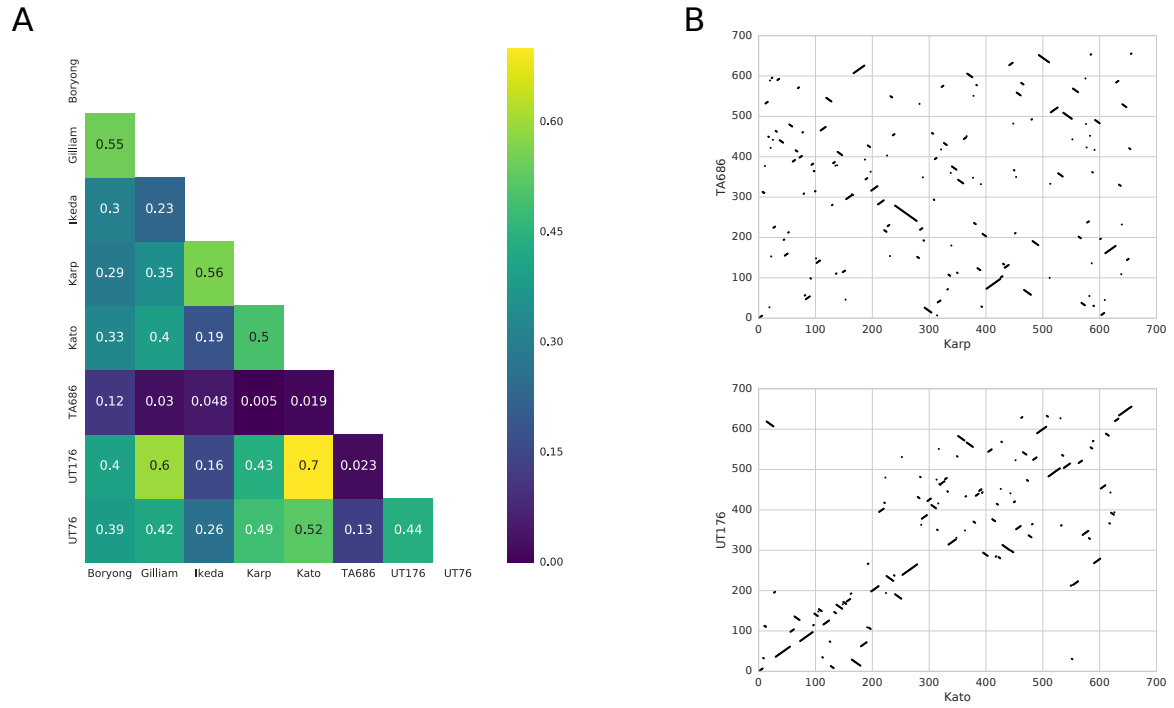 A
Boryong
Gilliam 0.55
Ikeda 0.3 0.23
Karp 0.29 0.35 0.56
Kato 0.33 0.4 0.19 0.5
TA686 0.12 0.03 0.048 0.005 0.019
UT176 0.4 0.6 0.16 0.43 0.7 0.023
UT76 0.39 0.42 0.26 0.49 0.52 0.13 0.44
Boryong Gilliam Ikeda Karp Kato TA686 UT176 UT76
0.60
0.45
0.30
0.15
0.00
B
700
600
500
400
300
200
100
0
TA686
0 100 200 300 400 500 600 700
Karp
700
600
500
400
300
200
100
0
UT176
0 100 200 300 400 500 600 700
Kato